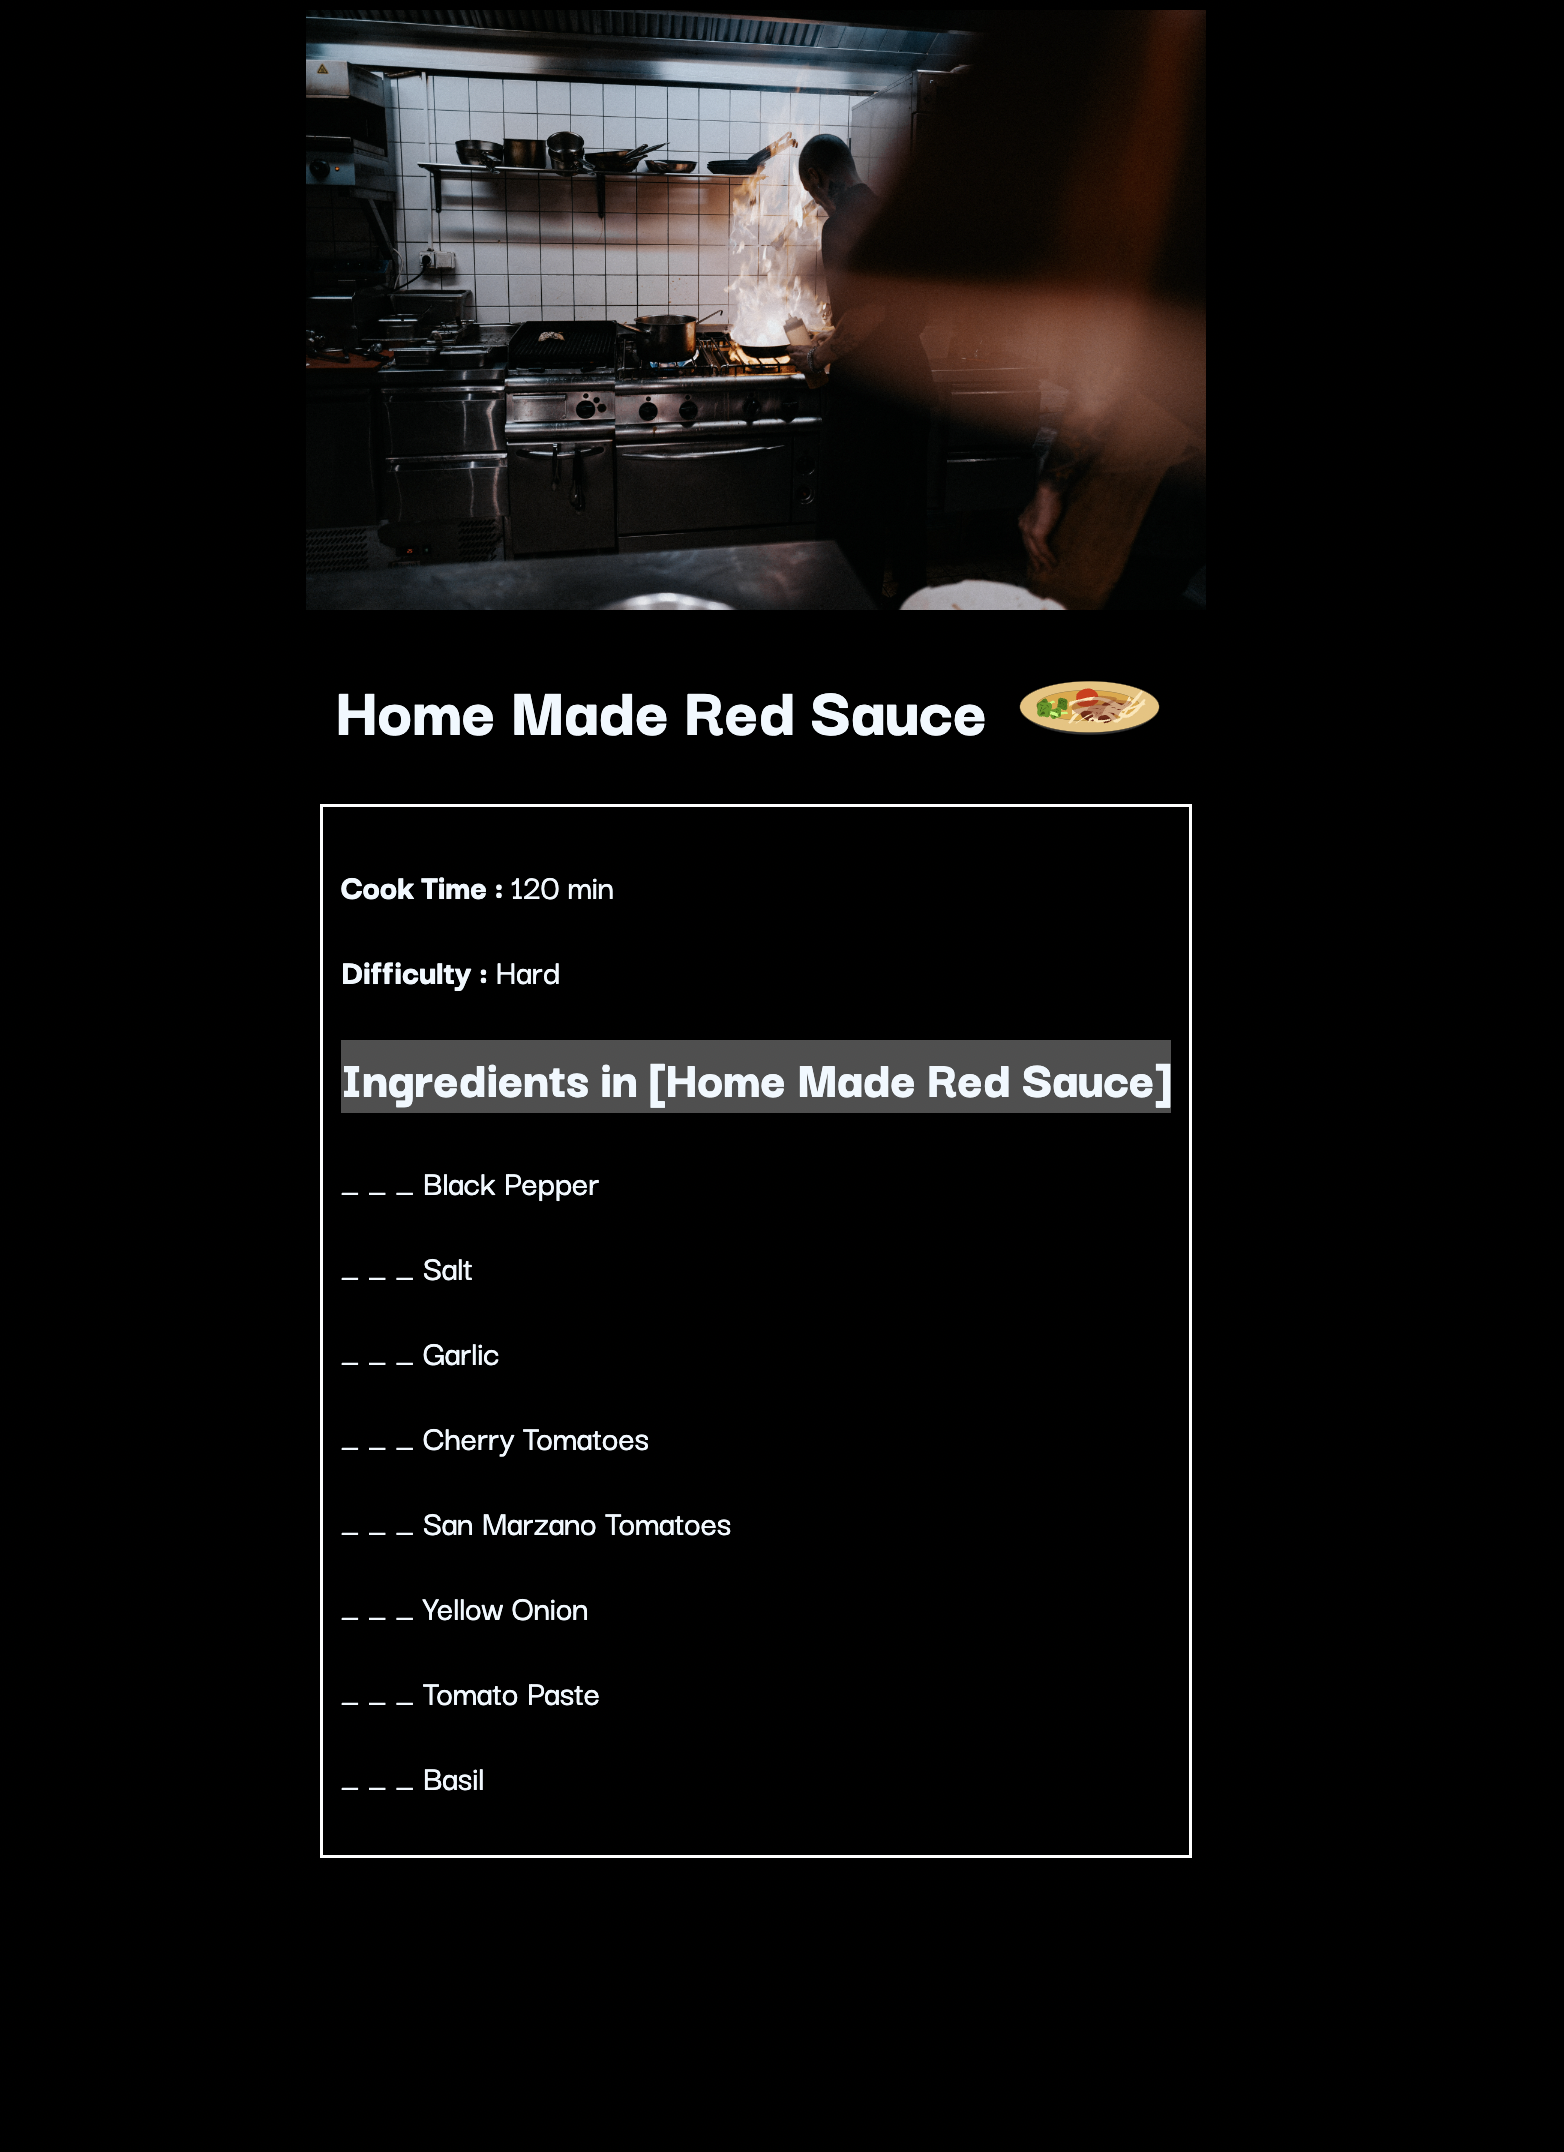 Home Made Red Sauce
Cook Time : 120 min
Difficulty : Hard
Ingredients in [Home Made Red Sauce]
_ _ _ Black Pepper
_ _ _ Salt
_ _ _ Garlic
_ _ _ Cherry Tomatoes
_ _ _ San Marzano Tomatoes
_ _ _ Yellow Onion
_ _ _ Tomato Paste
_ _ _ Basil